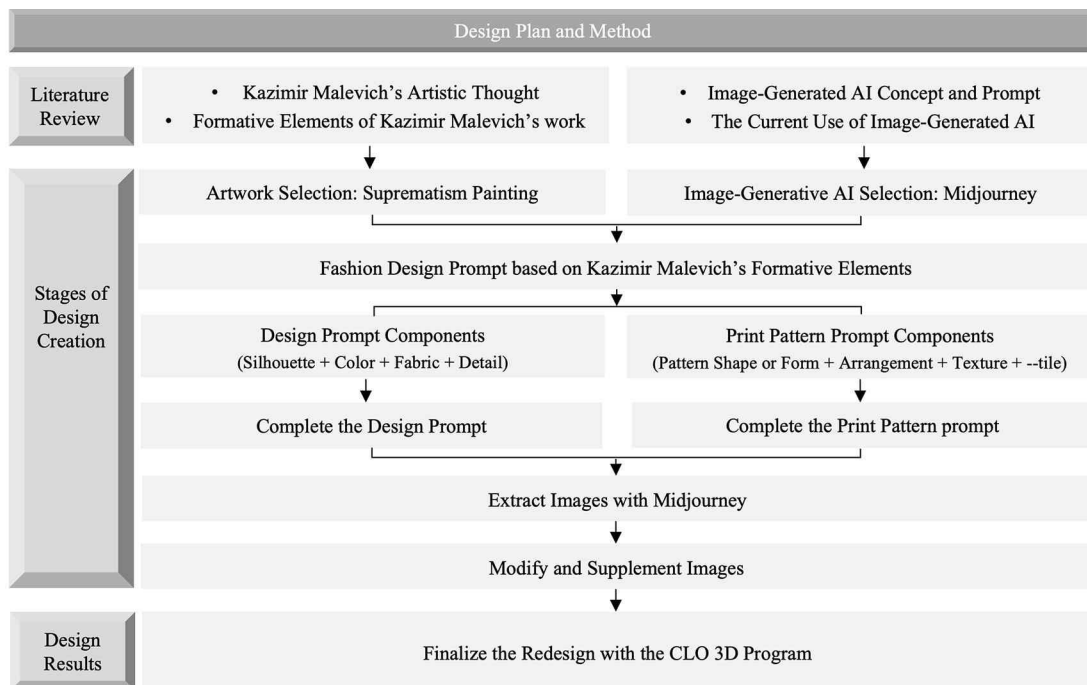 Design Plan and Method
Literature
Review
• Kazimir Malevich's Artistic Thought
• Formative Elements of Kazimir Malevich's work
• Image-Generated AI Concept and Prompt
• The Current Use of Image-Generated AI
Stages of
Design
Creation
Artwork Selection: Suprematism Painting
Image-Generative AI Selection: Midjourney
Fashion Design Prompt based on Kazimir Malevich's Formative Elements
Design Prompt Components
(Silhouette + Color + Fabric + Detail)
Print Pattern Prompt Components
(Pattern Shape or Form + Arrangement + Texture + --tile)
Complete the Design Prompt
Complete the Print Pattern prompt
Extract Images with Midjourney
Modify and Supplement Images
Design
Results
Finalize the Redesign with the CLO 3D Program